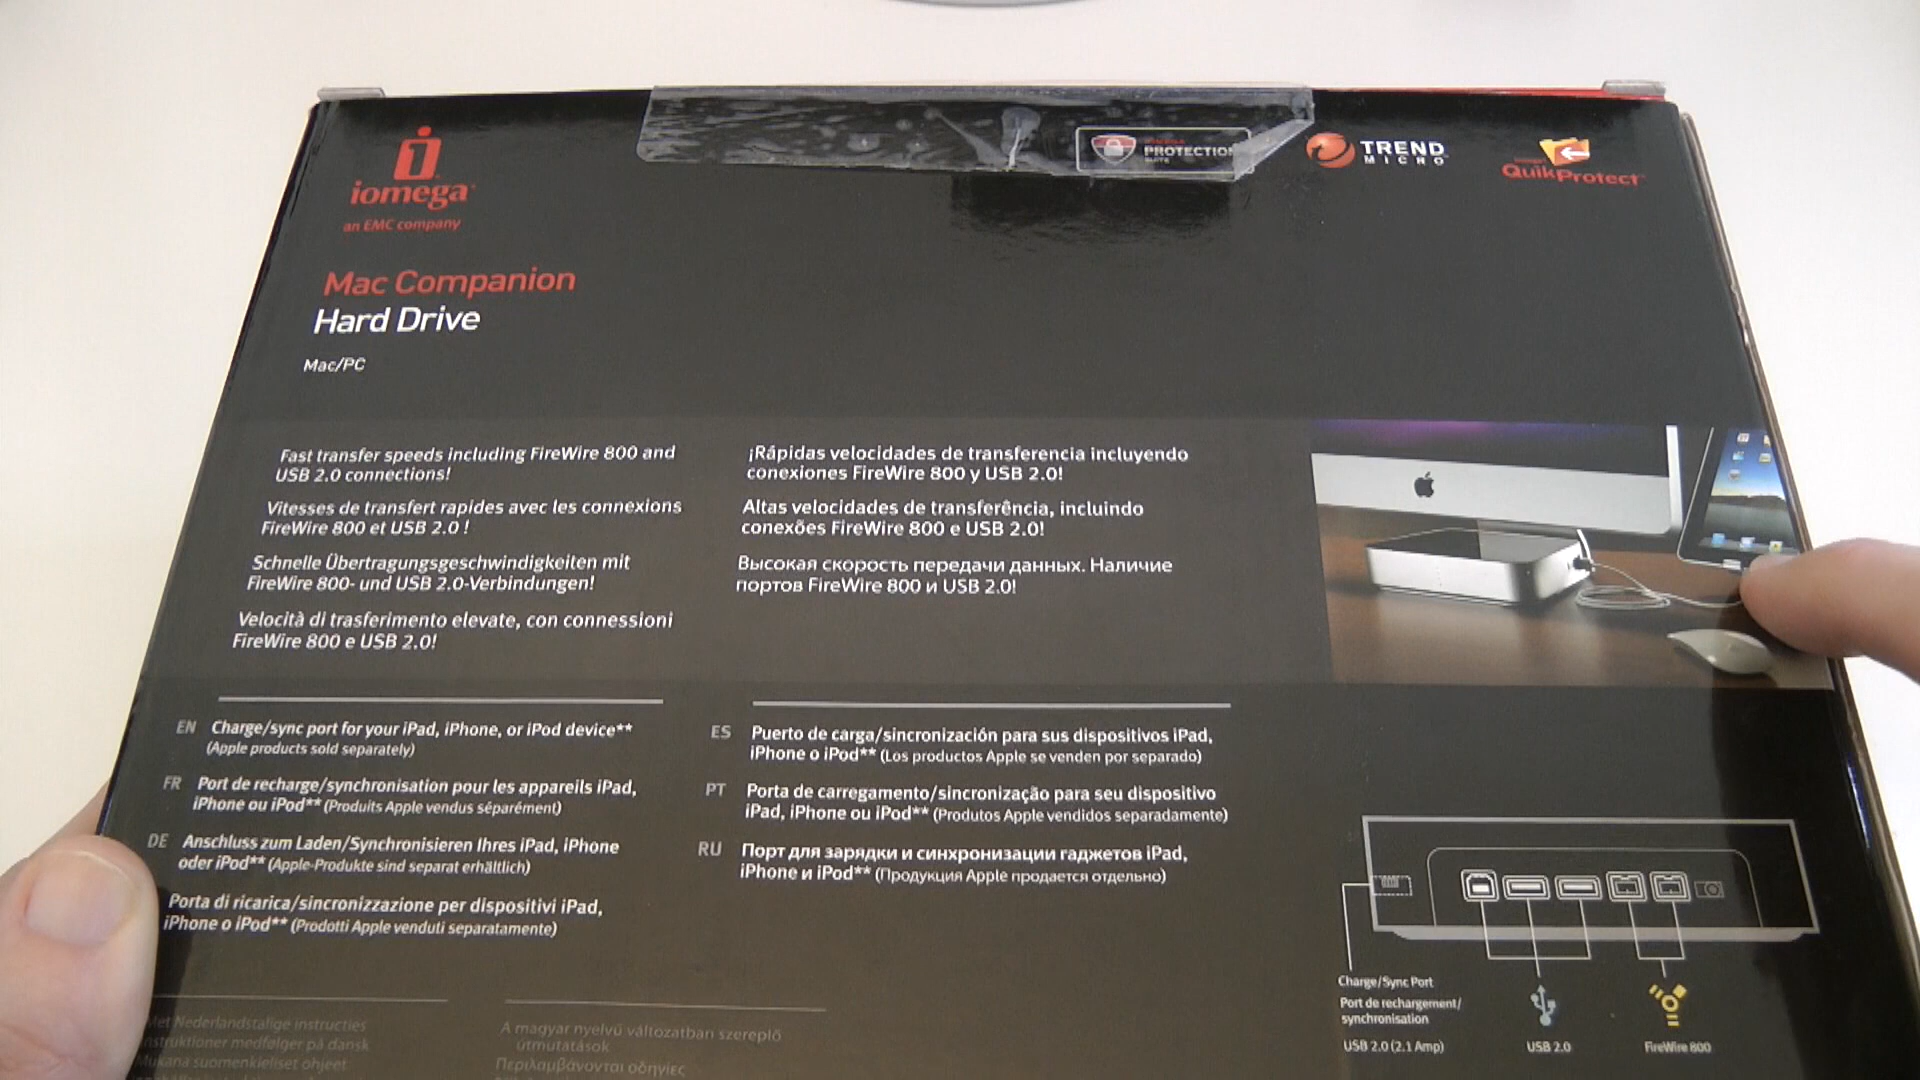 iomega
an EMC company
PROTECTION
TREND
MICRO
QuikProtect
Mac Companion
Hard Drive
Mac/PC
Fast transfer speeds including FireWire 800 and
USB 2.0 connections!
Vitesses de transfert rapides avec les connexions
FireWire 800 et USB 2.0 !
Schnelle Übertragungsgeschwindigkeiten mit
FireWire 800- und USB 2.0-Verbindungen!
Velocità di trasferimento elevate, con connessioni
FireWire 800 e USB 2.0!
¡Rápidas velocidades de transferencia incluyendo
conexiones FireWire 800 y USB 2.0!
Altas velocidades de transferência, incluindo
conexões FireWire 800 e USB 2.0!
Высокая скорость передачи данных. Наличие
портов FireWire 800 и USB 2.0!
EN Charge/sync port for your iPad, iPhone, or iPod device**
(Apple products sold separately)
FR Port de recharge/synchronisation pour les appareils iPad,
iPhone ou iPod** (Produits Apple vendus séparément)
DE Anschluss zum Laden/Synchronisieren Ihres iPad, iPhone
oder iPod** (Apple-Produkte sind separat erhältlich)
Porta di ricarica/sincronizzazione per dispositivi iPad,
iPhone o iPod** (Prodotti Apple venduti separatamente)
ES Puerto de carga/sincronización para sus dispositivos iPad,
iPhone o iPod** (Los productos Apple se venden por separado)
PT Porta de carregamento/sincronização para seu dispositivo
iPad, iPhone ou iPod** (Produtos Apple vendidos separadamente)
RU Порт для зарядки и синхронизации гаджетов iPad,
iPhone и iPod** (Продукция Apple продается отдельно)
Charge/Sync Port
Port de rechargement/
synchronisation
USB 2.0 (2.1 Amp)
USB 2.0
FireWire 800
Met Nederlandstalige instructies
instruktioner medfølger på dansk
Mukana suomenkieliset ohjeet
A magyar nyelvű változatban szereplő
útmutatások
Περιλαμβάνονται οδηγίες